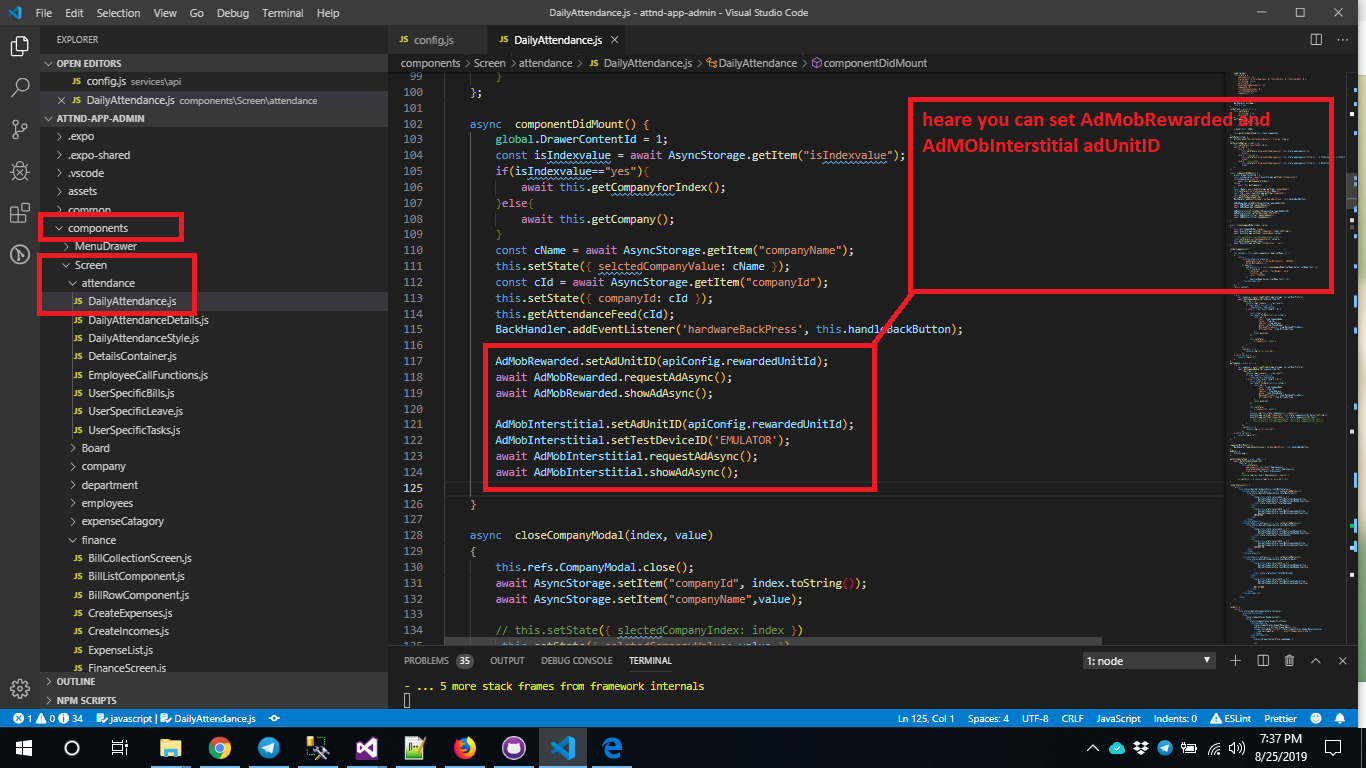 File Edit Selection View Go Debug Terminal Help
DailyAttendance.js - attnd-app-admin - Visual Studio Code
EXPLORER
OPEN EDITORS
JS config.js services\api
JS DailyAttendance.js components\Screen\attendance
ATTND-APP-ADMIN
.expo
.expo-shared
.vscode
assets
common
components
MenuDrawer
Screen
attendance
JS DailyAttendance.js
JS DailyAttendanceDetails.js
JS DailyAttendanceStyle.js
JS DetailsContainer.js
JS EmployeeCallFunctions.js
JS UserSpecificBills.js
JS UserSpecificLeave.js
JS UserSpecificTasks.js
Board
company
department
employees
expenseCatagory
finance
JS BillCollectionScreen.js
JS BillListComponent.js
JS BillRowComponent.js
JS CreateExpenses.js
JS CreateIncomes.js
JS ExpenseList.js
JS FinanceScreen.js
OUTLINE
NPM SCRIPTS
JS config.js
JS DailyAttendance.js
components > Screen > attendance > JS DailyAttendance.js > DailyAttendance > componentDidMount
99 }
100 };
101
102 async componentDidMount() {
103 global.DrawerContentId = 1;
104 const isIndexvalue = await AsyncStorage.getItem("isIndexvalue");
105 if(isIndexvalue=="yes"){
106 await this.getCompanyforIndex();
107 }else{
108 await this.getCompany();
109 }
110 const cName = await AsyncStorage.getItem("companyName");
111 this.setState({ selctedCompanyValue: cName });
112 const cId = await AsyncStorage.getItem("companyId");
113 this.setState({ companyId: cId });
114 this.getAttendanceFeed(cId);
115 BackHandler.addEventListener('hardwareBackPress', this.handleBackButton);
116
117 AdMobRewarded.setAdUnitID(apiConfig.rewardedUnitId);
118 await AdMobRewarded.requestAdAsync();
119 await AdMobRewarded.showAdAsync();
120
121 AdMobInterstitial.setAdUnitID(apiConfig.rewardedUnitId);
122 AdMobInterstitial.setTestDeviceID('EMULATOR');
123 await AdMobInterstitial.requestAdAsync();
124 await AdMobInterstitial.showAdAsync();
125
126 }
127
128 async closeCompanyModal(index, value)
129 {
130 this.refs.CompanyModal.close();
131 await AsyncStorage.setItem("companyId", index.toString());
132 await AsyncStorage.setItem("companyName",value);
133
134 // this.setState({ slectedCompanyIndex: index })
heare you can set AdMobRewarded and
AdMObInterstitial adUnitID
PROBLEMS 35 OUTPUT DEBUG CONSOLE TERMINAL
1: node
- ... 5 more stack frames from framework internals
1 0 34 javascript | DailyAttendance.js
Ln 125, Col 1 Spaces: 4 UTF-8 CRLF JavaScript Indents: 0 ESLint Prettier
7:37 PM
8/25/2019